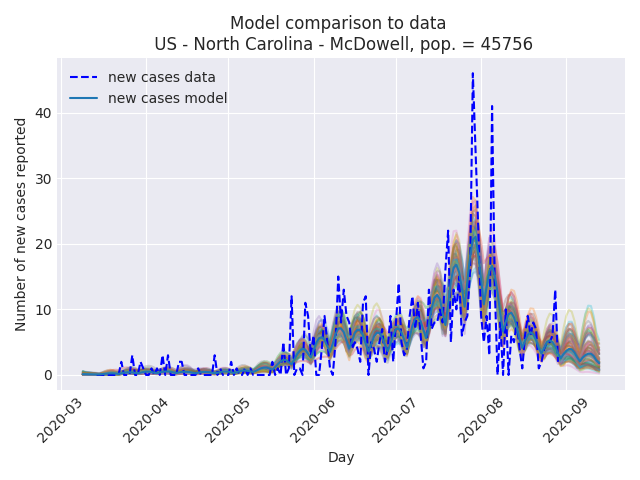 Model comparison to data
US - North Carolina - McDowell, pop. = 45756
new cases data
new cases model
Number of new cases reported
40
30
20
10
0
2020-03
2020-04
2020-05
2020-06
2020-07
2020-08
2020-09
Day